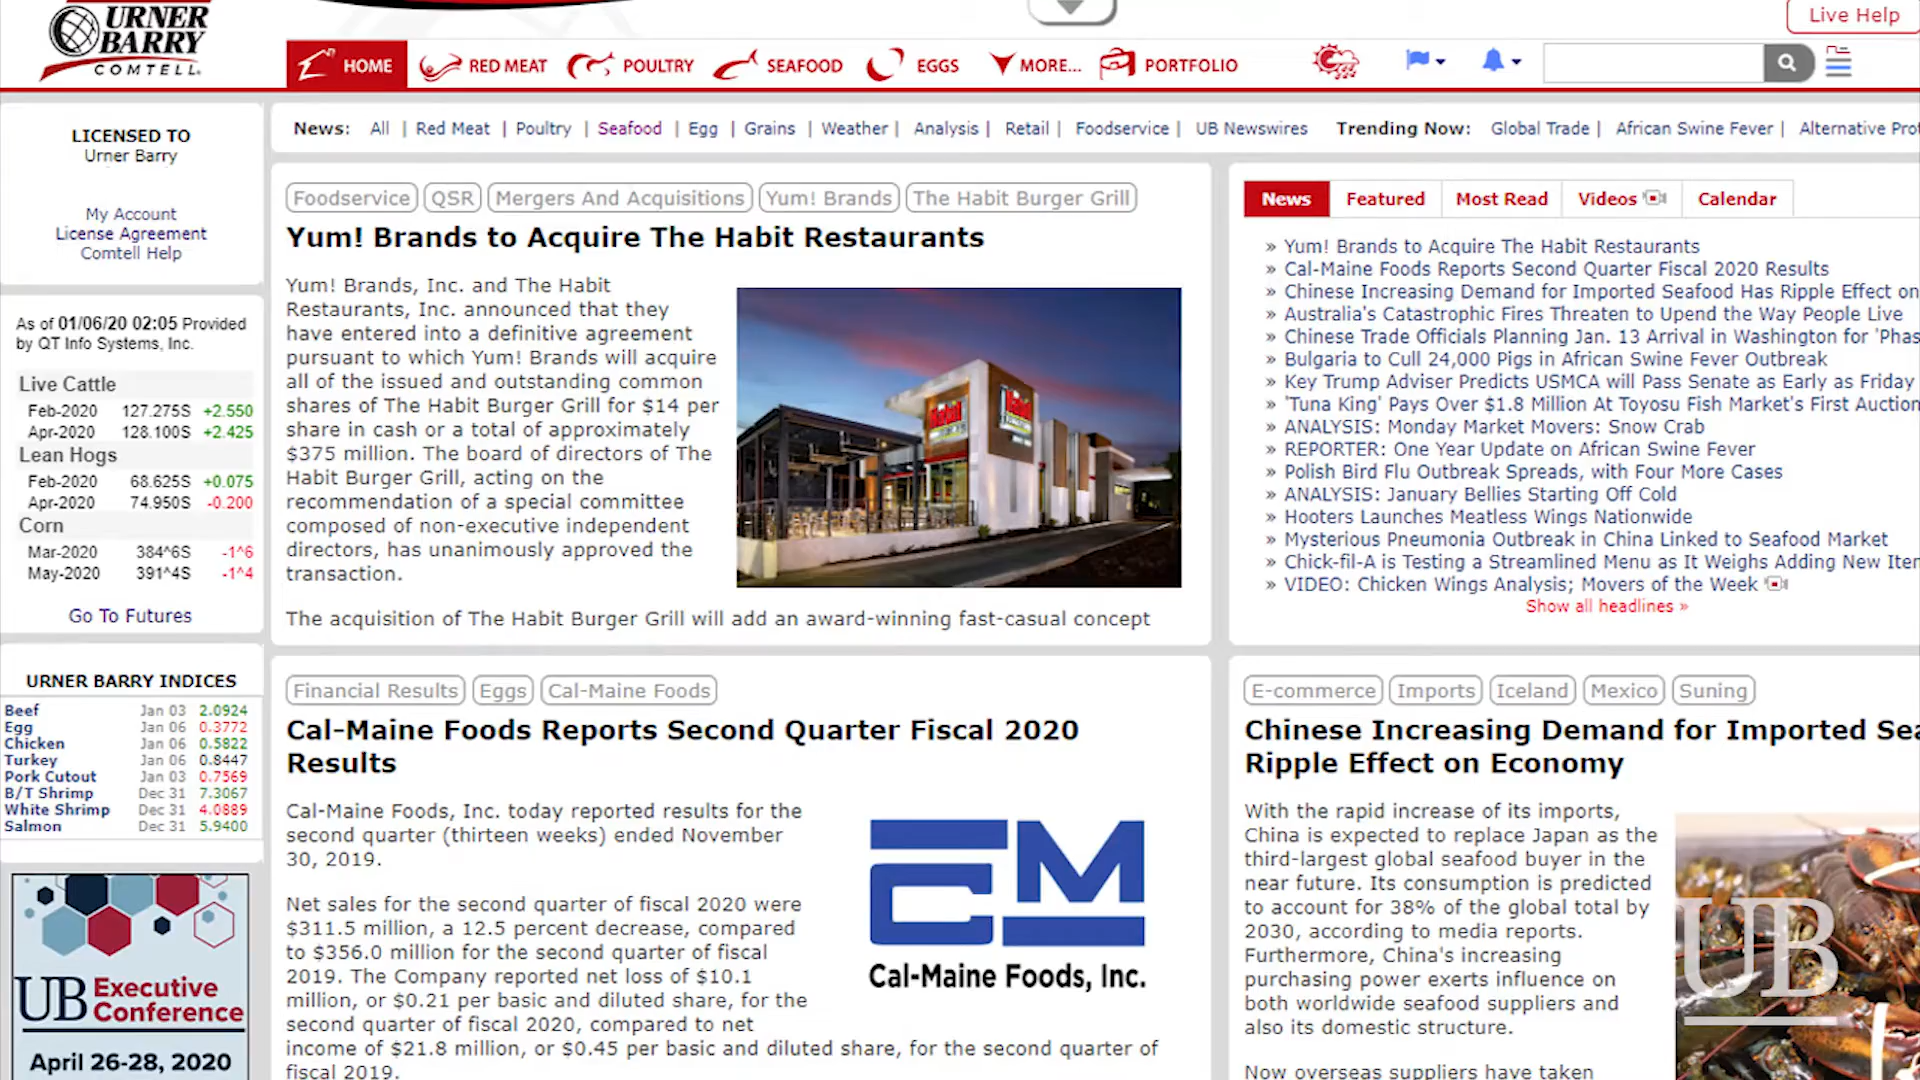 URNER
BARRY
COMTELL
Live Help
HOME
RED MEAT
POULTRY
SEAFOOD
EGGS
MORE...
PORTFOLIO
LICENSED TO
Urner Barry
My Account
License Agreement
Comtell Help
As of 01/06/20 02:05 Provided
by QT Info Systems, Inc.
Live Cattle
Feb-2020 127.275S +2.550
Apr-2020 128.100S +2.425
Lean Hogs
Feb-2020 68.625S +0.075
Apr-2020 74.950S -0.200
Corn
Mar-2020 384^6S -1^6
May-2020 391^4S -1^4
Go To Futures
URNER BARRY INDICES
Beef Jan 03 2.0924
Egg Jan 06 0.3772
Chicken Jan 06 0.5822
Turkey Jan 06 0.8447
Pork Cutout Jan 03 0.7569
B/T Shrimp Dec 31 7.3067
White Shrimp Dec 31 4.0889
Salmon Dec 31 5.9400
UB Executive
Conference
April 26-28, 2020
News: All | Red Meat | Poultry | Seafood | Egg | Grains | Weather | Analysis | Retail | Foodservice | UB Newswires Trending Now: Global Trade | African Swine Fever | Alternative Prot
Foodservice QSR Mergers And Acquisitions Yum! Brands The Habit Burger Grill
Yum! Brands to Acquire The Habit Restaurants
Yum! Brands, Inc. and The Habit
Restaurants, Inc. announced that they
have entered into a definitive agreement
pursuant to which Yum! Brands will acquire
all of the issued and outstanding common
shares of The Habit Burger Grill for $14 per
share in cash or a total of approximately
$375 million. The board of directors of The
Habit Burger Grill, acting on the
recommendation of a special committee
composed of non-executive independent
directors, has unanimously approved the
transaction.
The acquisition of The Habit Burger Grill will add an award-winning fast-casual concept
News Featured Most Read Videos Calendar
» Yum! Brands to Acquire The Habit Restaurants
» Cal-Maine Foods Reports Second Quarter Fiscal 2020 Results
» Chinese Increasing Demand for Imported Seafood Has Ripple Effect on
» Australia's Catastrophic Fires Threaten to Upend the Way People Live
» Chinese Trade Officials Planning Jan. 13 Arrival in Washington for 'Phas
» Bulgaria to Cull 24,000 Pigs in African Swine Fever Outbreak
» Key Trump Adviser Predicts USMCA will Pass Senate as Early as Friday
» 'Tuna King' Pays Over $1.8 Million At Toyosu Fish Market's First Auction
» ANALYSIS: Monday Market Movers: Snow Crab
» REPORTER: One Year Update on African Swine Fever
» Polish Bird Flu Outbreak Spreads, with Four More Cases
» ANALYSIS: January Bellies Starting Off Cold
» Hooters Launches Meatless Wings Nationwide
» Mysterious Pneumonia Outbreak in China Linked to Seafood Market
» Chick-fil-A is Testing a Streamlined Menu as It Weighs Adding New Iter
» VIDEO: Chicken Wings Analysis; Movers of the Week
Show all headlines »
Financial Results Eggs Cal-Maine Foods
Cal-Maine Foods Reports Second Quarter Fiscal 2020
Results
Cal-Maine Foods, Inc. today reported results for the
second quarter (thirteen weeks) ended November
30, 2019.
Net sales for the second quarter of fiscal 2020 were
$311.5 million, a 12.5 percent decrease, compared
to $356.0 million for the second quarter of fiscal
2019. The Company reported net loss of $10.1
million, or $0.21 per basic and diluted share, for the
second quarter of fiscal 2020, compared to net
income of $21.8 million, or $0.45 per basic and diluted share, for the second quarter of
fiscal 2019.
CM
Cal-Maine Foods, Inc.
E-commerce Imports Iceland Mexico Suning
Chinese Increasing Demand for Imported Sea
Ripple Effect on Economy
With the rapid increase of its imports,
China is expected to replace Japan as the
third-largest global seafood buyer in the
near future. Its consumption is predicted
to account for 38% of the global total by
2030, according to media reports.
Furthermore, China's increasing
purchasing power exerts influence on
both worldwide seafood suppliers and
also its domestic structure.
Now overseas suppliers have taken
UB